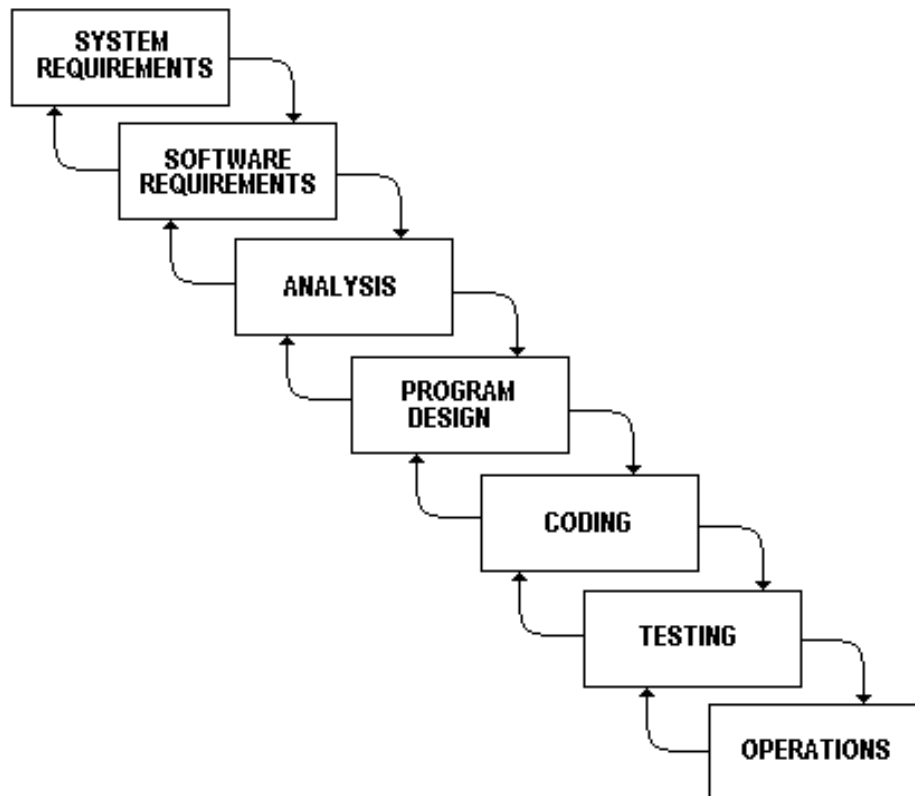 SYSTEM
REQUIREMENTS
SOFTWARE
REQUIREMENTS
ANALYSIS
PROGRAM
DESIGN
CODING
TESTING
OPERATIONS